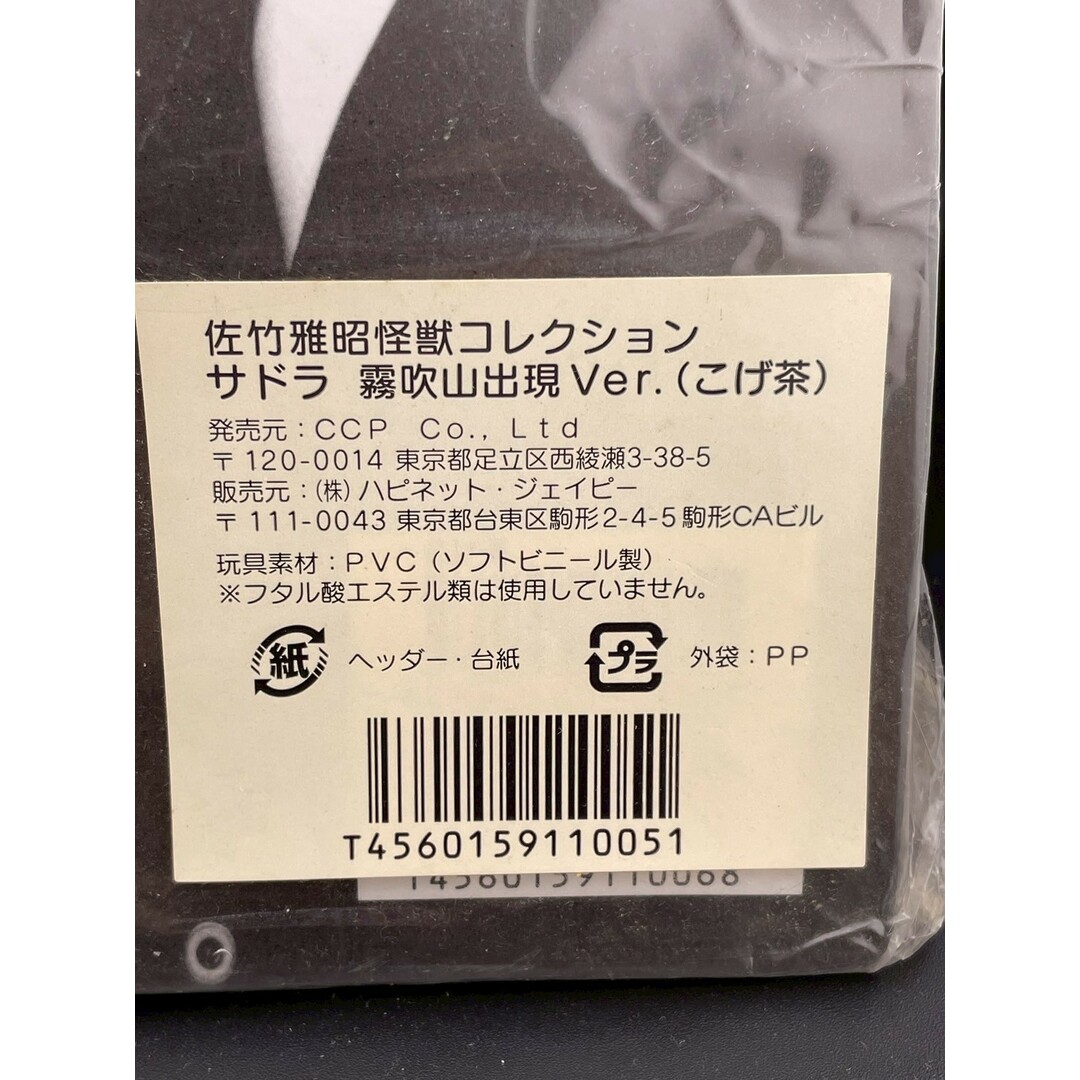 佐竹雅昭怪獣コレクション
サドラ 霧吹山出現Ver.(こげ茶)
発売元:CCP Co., Ltd
〒120-0014 東京都足立区西綾瀬3-38-5
販売元:(株)ハピネット・ジェイピー
〒111-0043 東京都台東区駒形2-4-5駒形CAビル
玩具素材:PVC(ソフトビニール製)
※フタル酸エステル類は使用していません。
紙 ヘッダー・台紙 プラ 外袋:PP
T4560159110051
T4560159110068